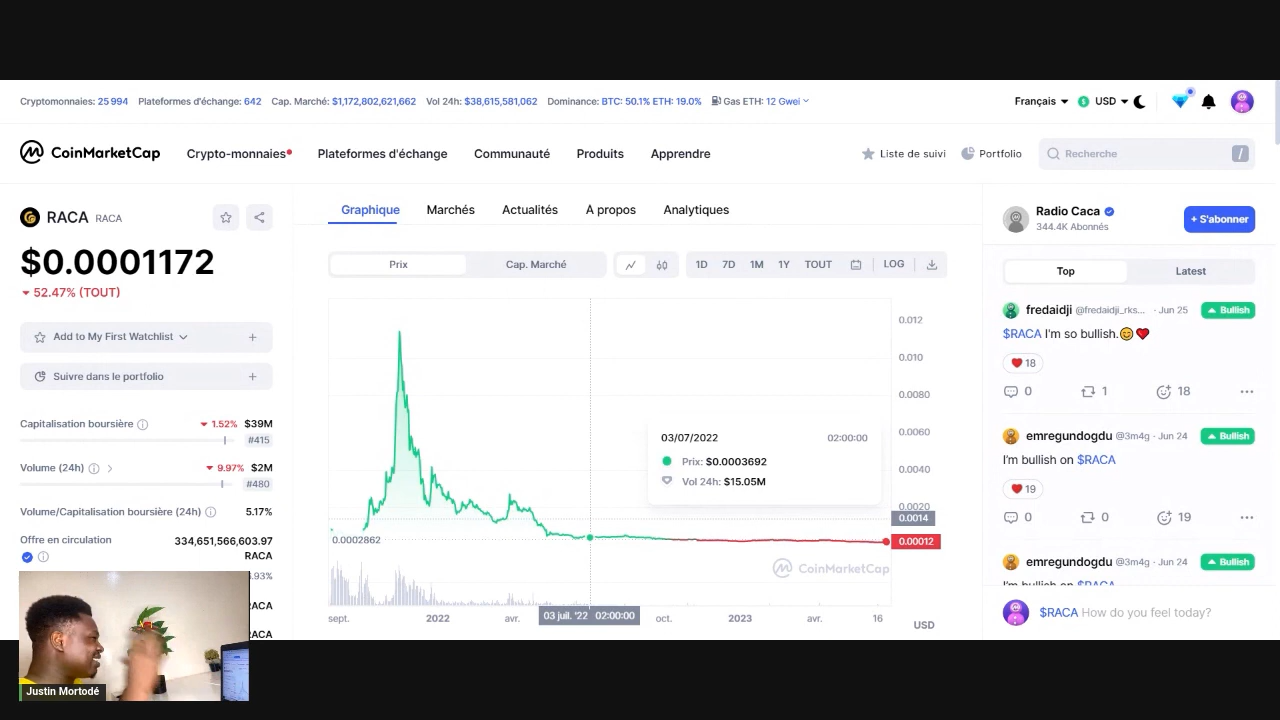 Cryptomonnaies: 25 994 Plateformes d'échange: 642 Cap. Marché: $1,172,802,621,662 Vol 24h: $38,615,581,062 Dominance: BTC: 50.1% ETH: 19.0% Gas ETH: 12 Gwei Français USD
CoinMarketCap Crypto-monnaies Plateformes d'échange Communauté Produits Apprendre Liste de suivi Portfolio Recherche /
RACA RACA
$0.0001172
52.47% (TOUT)
Add to My First Watchlist +
Suivre dans le portfolio +
Capitalisation boursière 1.52% $39M
#415
Volume (24h) 9.97% $2M
#480
Volume/Capitalisation boursière (24h) 5.17%
Offre en circulation 334,651,566,603.97
RACA
Justin Mortodé
Graphique Marchés Actualités A propos Analytiques
Prix Cap. Marché 1D 7D 1M 1Y TOUT LOG
0.012
0.010
0.0080
0.0060
0.0040
0.0020
0.0014
0.00012
0.0002862
03/07/2022 02:00:00
Prix: $0.0003692
Vol 24h: $15.05M
CoinMarketCap
sept. 2022 avr. 03 juil. '22 02:00:00 oct. 2023 avr. 16
USD
Radio Caca
344.4K Abonnés
+ S'abonner
Top Latest
fredaidji @fredaidji_rks... · Jun 25 Bullish
$RACA I'm so bullish.😊❤
❤ 18
0 1 18
emregundogdu @3m4g · Jun 24 Bullish
I'm bullish on $RACA
❤ 19
0 0 19
emregundogdu @3m4g · Jun 24 Bullish
I'm bullish on $RACA
$RACA How do you feel today?